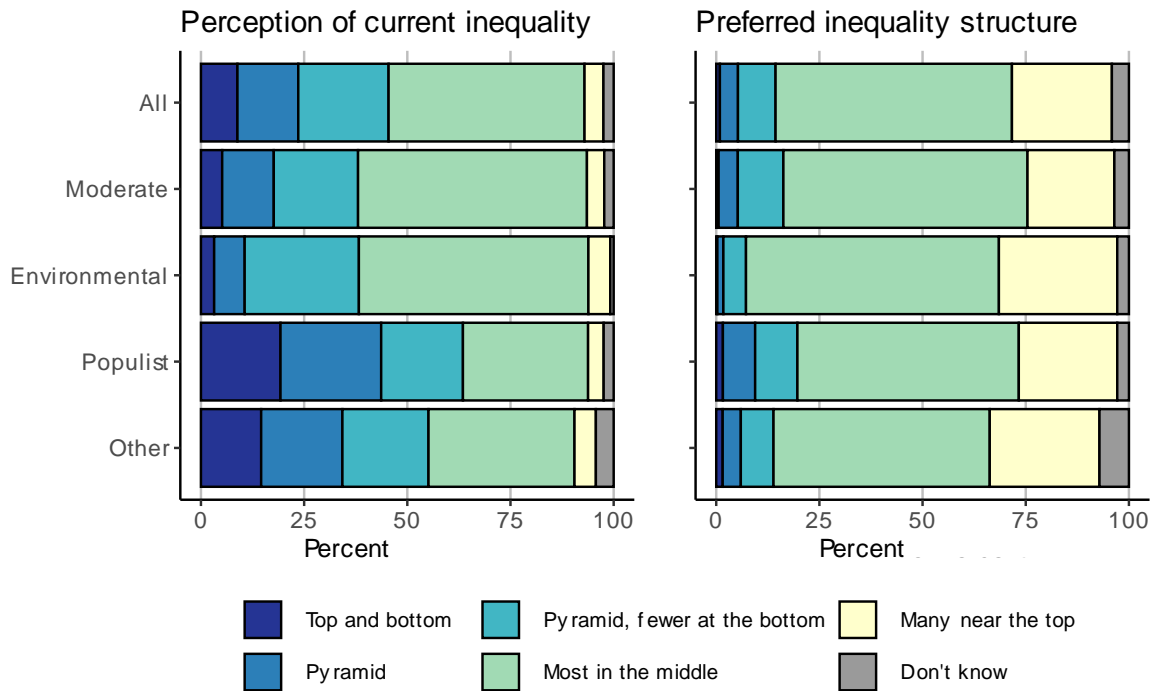 Perception of current inequality
Preferred inequality structure
All
Moderate
Environmental
Populist
Other
0 25 50 75 100
0 25 50 75 100
Percent
Percent
Top and bottom
Pyramid, fewer at the bottom
Many near the top
Pyramid
Most in the middle
Don't know